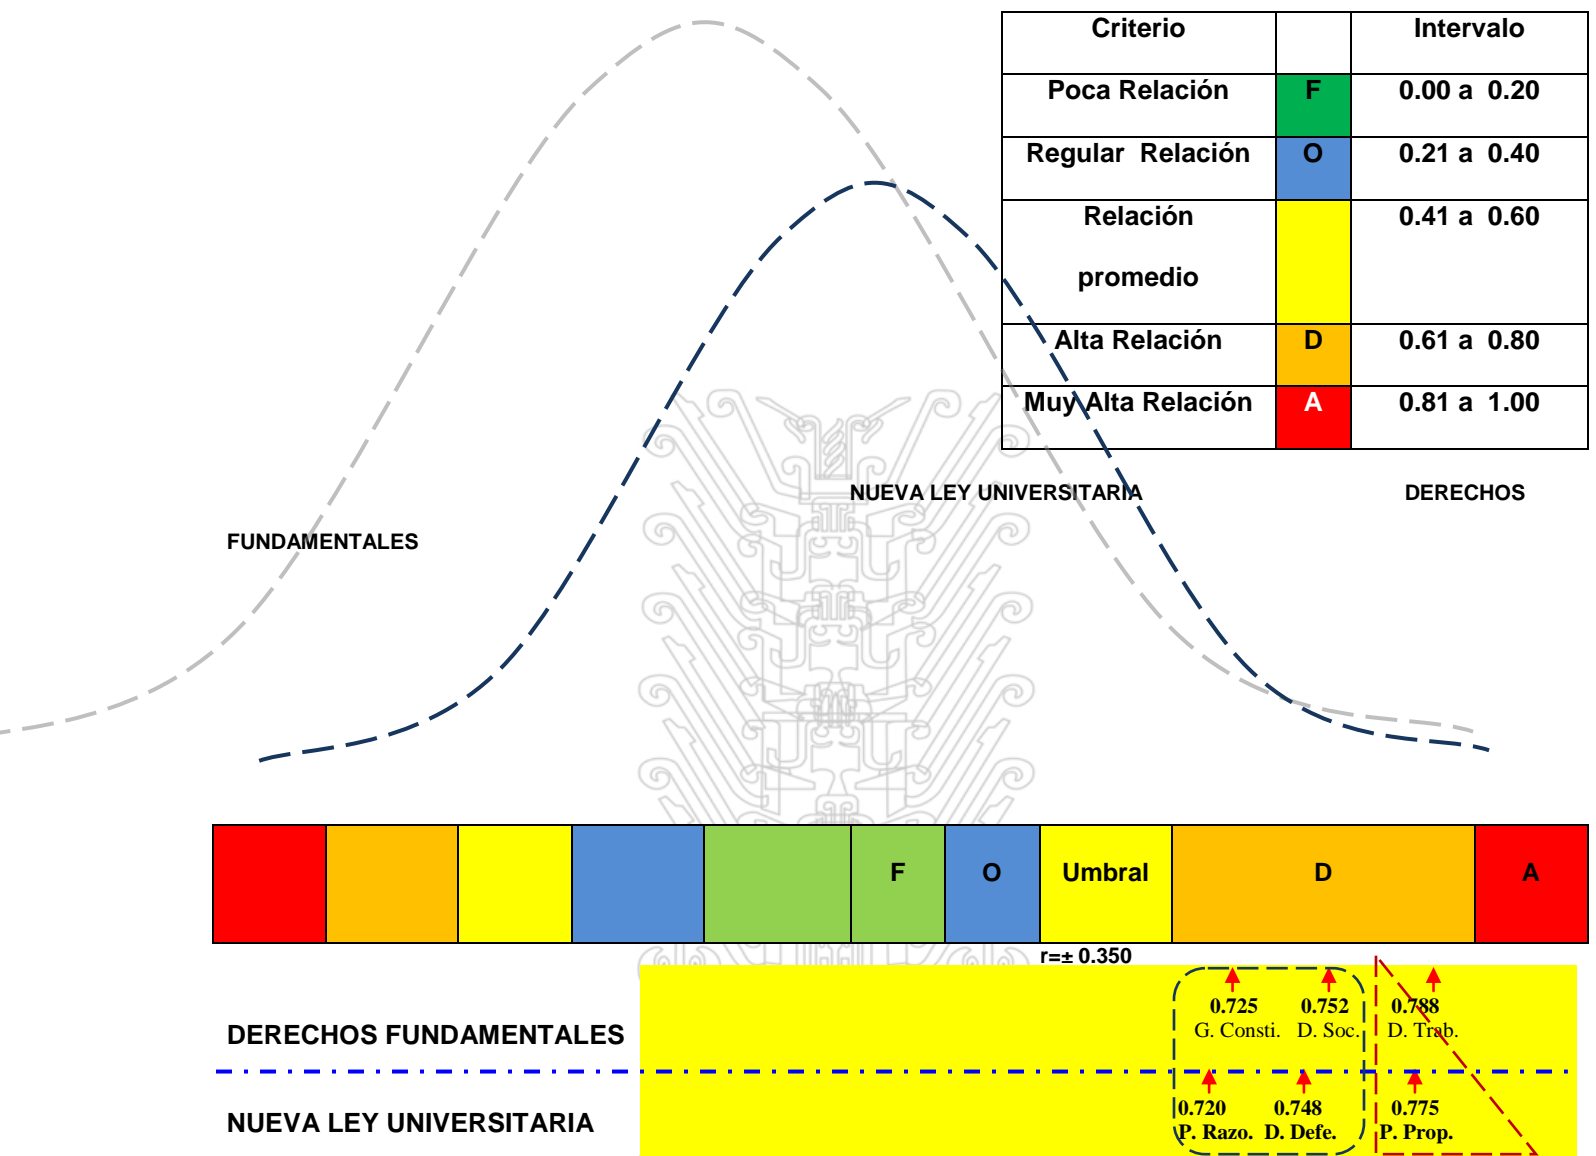 Criterio Intervalo
Poca Relación F 0.00 a 0.20
Regular Relación O 0.21 a 0.40
Relación 0.41 a 0.60
promedio
Alta Relación D 0.61 a 0.80
Muy Alta Relación A 0.81 a 1.00
NUEVA LEY UNIVERSITARIA DERECHOS
FUNDAMENTALES
F O Umbral D A
r=± 0.350
0.725 0.752 0.788
DERECHOS FUNDAMENTALES G. Consti. D. Soc. D. Trab.
0.720 0.748 0.775
NUEVA LEY UNIVERSITARIA P. Razo. D. Defe. P. Prop.